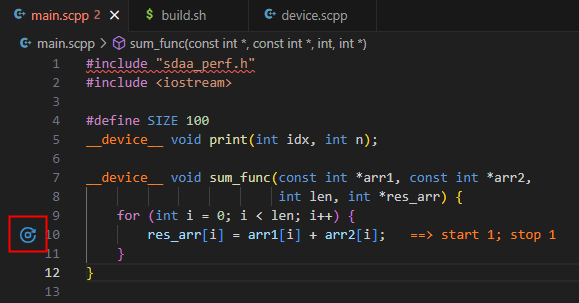 main.scpp 2
build.sh
device.scpp
main.scpp > sum_func(const int *, const int *, int, int *)
1 #include "sdaa_perf.h"
2 #include <iostream>
3
4 #define SIZE 100
5 __device__ void print(int idx, int n);
6
7 __device__ void sum_func(const int *arr1, const int *arr2,
8 int len, int *res_arr) {
9 for (int i = 0; i < len; i++) {
10 res_arr[i] = arr1[i] + arr2[i]; ==> start 1; stop 1
11 }
12 }
13